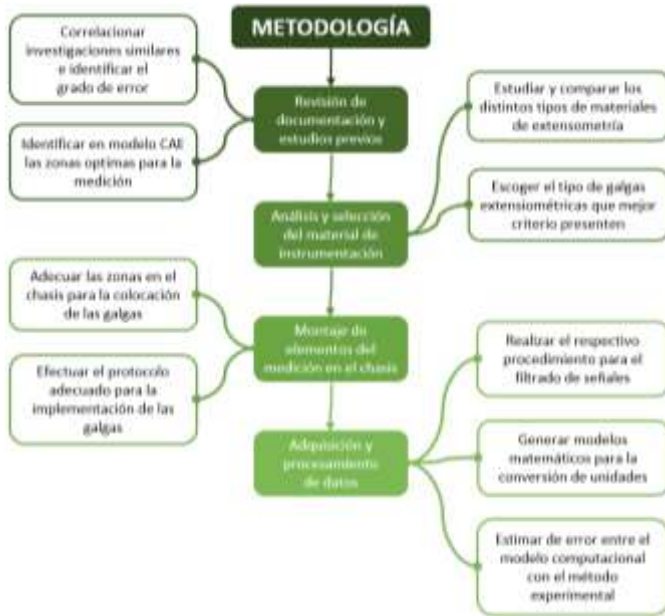 METODOLOGÍA
Correlacionar
investigaciones similares
e identificar el
grado de error
Revisión de
documentación y
estudios previos
Identificar en modelo CAE
las zonas optimas para la
medición
Estudiar y comparar los
distintos tipos de materiales
de extensometría
Análisis y selección
del material de
instrumentación
Escoger el tipo de galgas
extensiométricas que mejor
criterio presenten
Adecuar las zonas en el
chasis para la colocación
de las galgas
Montaje de
elementos del
medición en el chasis
Efectuar el protocolo
adecuado para la
implementación de las
galgas
Realizar el respectivo
procedimiento para el
filtrado de señales
Adquisición y
procesamiento
de datos
Generar modelos
matemáticos para la
conversión de unidades
Estimar de error entre el
modelo computacional
con el método
experimental